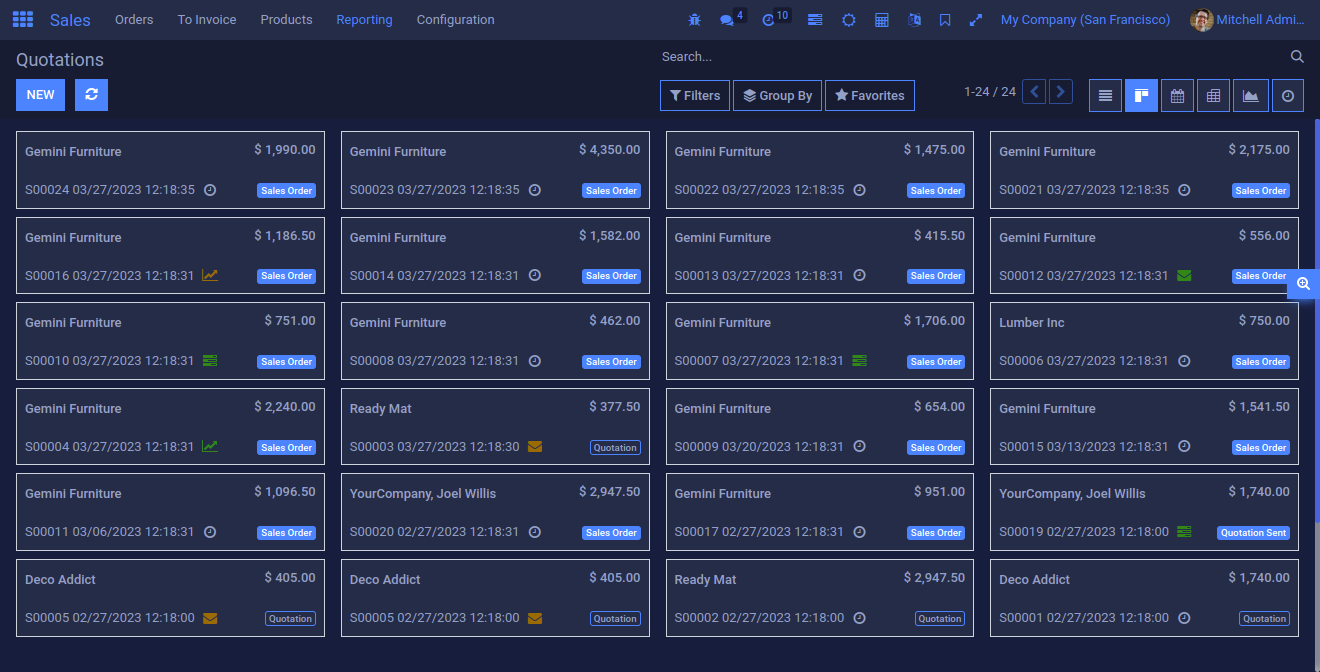 Sales Orders To Invoice Products Reporting Configuration 4 10 My Company (San Francisco) Mitchell Admi...
Quotations Search...
NEW Filters Group By Favorites 1-24 / 24
Gemini Furniture $ 1,990.00
S00024 03/27/2023 12:18:35 Sales Order
Gemini Furniture $ 4,350.00
S00023 03/27/2023 12:18:35 Sales Order
Gemini Furniture $ 1,475.00
S00022 03/27/2023 12:18:35 Sales Order
Gemini Furniture $ 2,175.00
S00021 03/27/2023 12:18:35 Sales Order
Gemini Furniture $ 1,186.50
S00016 03/27/2023 12:18:31 Sales Order
Gemini Furniture $ 1,582.00
S00014 03/27/2023 12:18:31 Sales Order
Gemini Furniture $ 415.50
S00013 03/27/2023 12:18:31 Sales Order
Gemini Furniture $ 556.00
S00012 03/27/2023 12:18:31 Sales Order
Gemini Furniture $ 751.00
S00010 03/27/2023 12:18:31 Sales Order
Gemini Furniture $ 462.00
S00008 03/27/2023 12:18:31 Sales Order
Gemini Furniture $ 1,706.00
S00007 03/27/2023 12:18:31 Sales Order
Lumber Inc $ 750.00
S00006 03/27/2023 12:18:31 Sales Order
Gemini Furniture $ 2,240.00
S00004 03/27/2023 12:18:31 Sales Order
Ready Mat $ 377.50
S00003 03/27/2023 12:18:30 Quotation
Gemini Furniture $ 654.00
S00009 03/20/2023 12:18:31 Sales Order
Gemini Furniture $ 1,541.50
S00015 03/13/2023 12:18:31 Sales Order
Gemini Furniture $ 1,096.50
S00011 03/06/2023 12:18:31 Sales Order
YourCompany, Joel Willis $ 2,947.50
S00020 02/27/2023 12:18:31 Sales Order
Gemini Furniture $ 951.00
S00017 02/27/2023 12:18:31 Sales Order
YourCompany, Joel Willis $ 1,740.00
S00019 02/27/2023 12:18:00 Quotation Sent
Deco Addict $ 405.00
S00005 02/27/2023 12:18:00 Quotation
Deco Addict $ 405.00
S00005 02/27/2023 12:18:00 Quotation
Ready Mat $ 2,947.50
S00002 02/27/2023 12:18:00 Quotation
Deco Addict $ 1,740.00
S00001 02/27/2023 12:18:00 Quotation